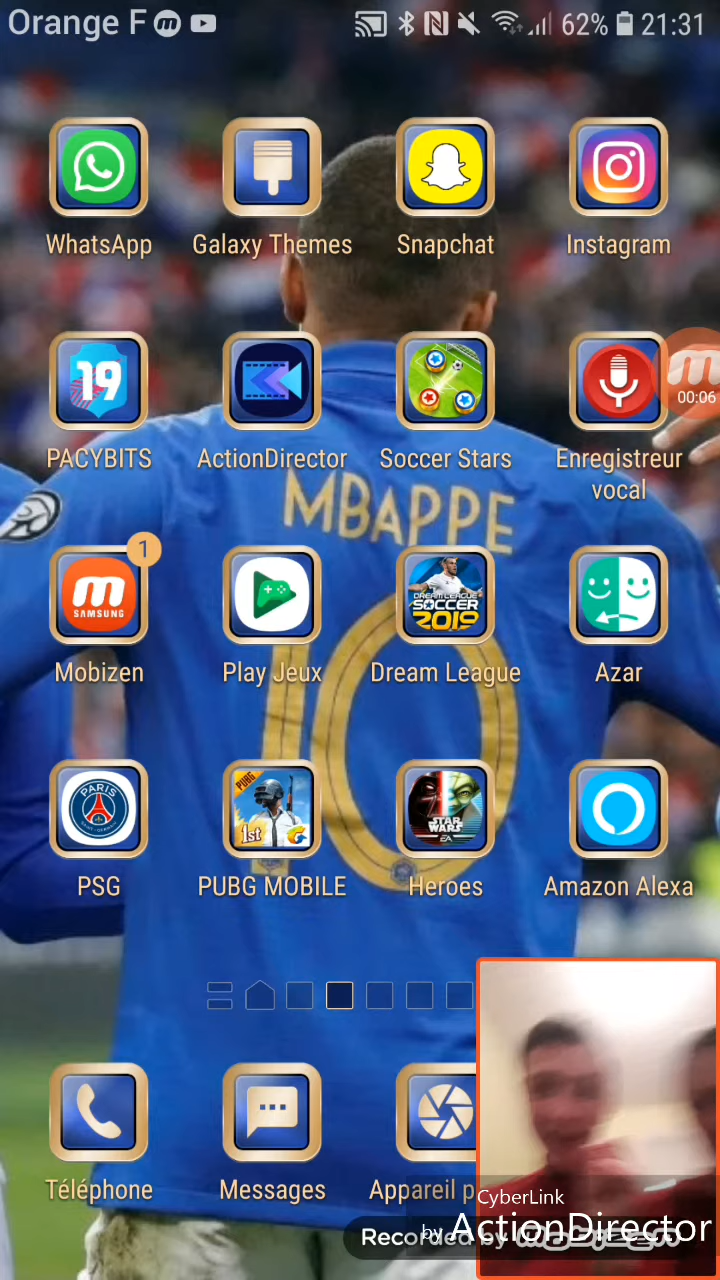 Orange F 62% 21:31
WhatsApp
Galaxy Themes
Snapchat
Instagram
19
PACYBITS
ActionDirector
Soccer Stars
Enregistreur
vocal
00:06
MBAPPE
1
SAMSUNG
Mobizen
Play Jeux
DREAM LEAGUE
SOCCER
2019
Dream League
Azar
10
PARIS
PSG
PUBG
1st
PUBG MOBILE
STAR
WARS
EA
Heroes
Amazon Alexa
Téléphone
Messages
Appareil p
CyberLink
by ActionDirector
Recorded by